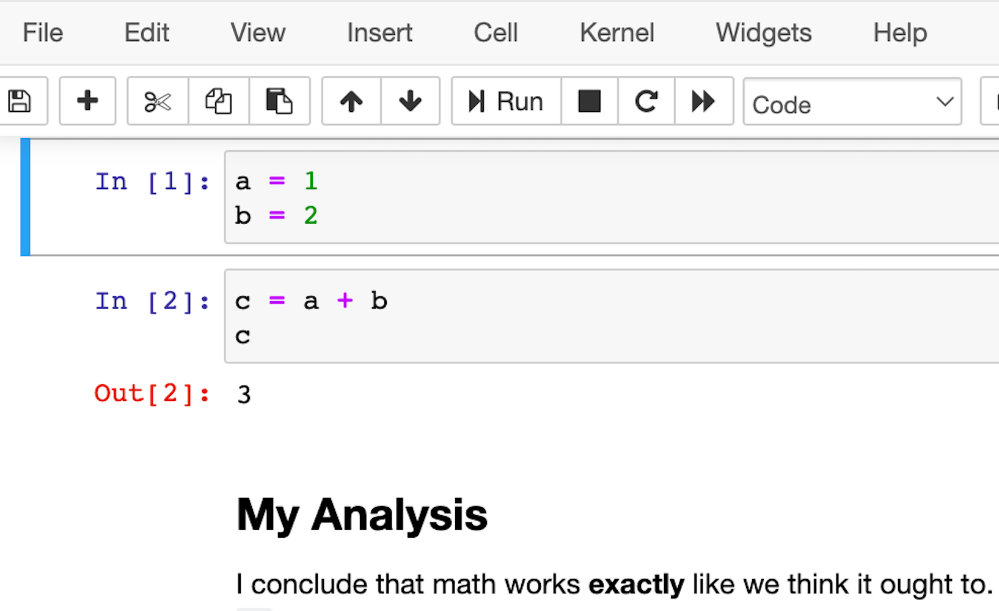 File Edit View Insert Cell Kernel Widgets Help
Run Code
In [1]: a = 1
b = 2
In [2]: c = a + b
c
Out[2]: 3
My Analysis
I conclude that math works exactly like we think it ought to.